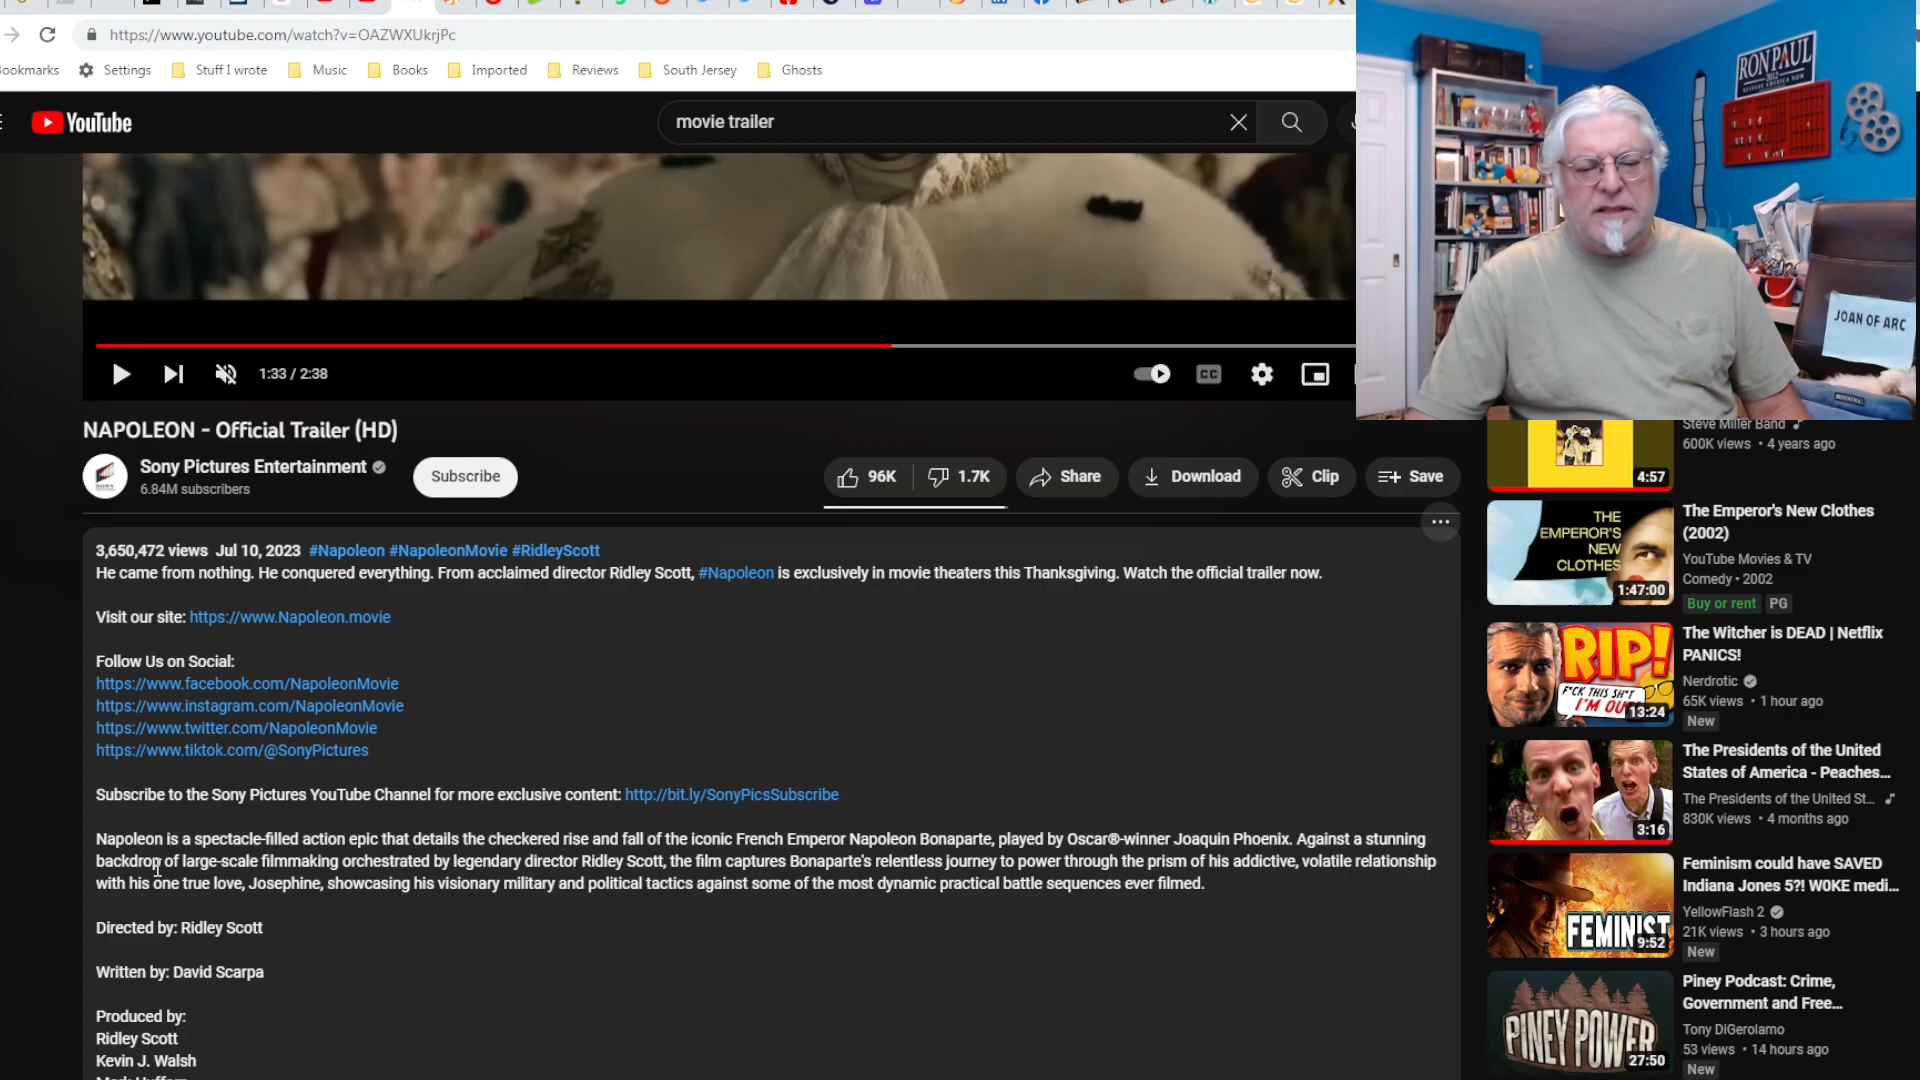 https://www.youtube.com/watch?v=OAZWXUkrjPc
ookmarks Settings Stuff I wrote Music Books Imported Reviews South Jersey Ghosts
YouTube
movie trailer
RON PAUL
2012
JOAN OF ARC
1:33 / 2:38
CC
NAPOLEON - Official Trailer (HD)
Sony Pictures Entertainment
6.84M subscribers
Subscribe
96K
1.7K
Share
Download
Clip
Save
3,650,472 views Jul 10, 2023 #Napoleon #NapoleonMovie #RidleyScott
He came from nothing. He conquered everything. From acclaimed director Ridley Scott, #Napoleon is exclusively in movie theaters this Thanksgiving. Watch the official trailer now.
Visit our site: https://www.Napoleon.movie
Follow Us on Social:
https://www.facebook.com/NapoleonMovie
https://www.instagram.com/NapoleonMovie
https://www.twitter.com/NapoleonMovie
https://www.tiktok.com/@SonyPictures
Subscribe to the Sony Pictures YouTube Channel for more exclusive content: http://bit.ly/SonyPicsSubscribe
Napoleon is a spectacle-filled action epic that details the checkered rise and fall of the iconic French Emperor Napoleon Bonaparte, played by Oscar®-winner Joaquin Phoenix. Against a stunning
backdrop of large-scale filmmaking orchestrated by legendary director Ridley Scott, the film captures Bonaparte's relentless journey to power through the prism of his addictive, volatile relationship
with his one true love, Josephine, showcasing his visionary military and political tactics against some of the most dynamic practical battle sequences ever filmed.
Directed by: Ridley Scott
Written by: David Scarpa
Produced by:
Ridley Scott
Kevin J. Walsh
Steve Miller Band
600K views • 4 years ago
4:57
THE
EMPEROR'S
NEW
CLOTHES
1:47:00
The Emperor's New Clothes
(2002)
YouTube Movies & TV
Comedy • 2002
Buy or rent PG
RIP!
F*CK THIS SH*T
I'M OU
13:24
The Witcher is DEAD | Netflix
PANICS!
Nerdrotic
65K views • 1 hour ago
New
3:16
The Presidents of the United
States of America - Peaches...
The Presidents of the United St...
830K views • 4 months ago
FEMINIST
9:52
Feminism could have SAVED
Indiana Jones 5?! W0KE medi...
YellowFlash 2
21K views • 3 hours ago
New
PINEY POWER
27:50
Piney Podcast: Crime,
Government and Free...
Tony DiGerolamo
53 views • 14 hours ago
New